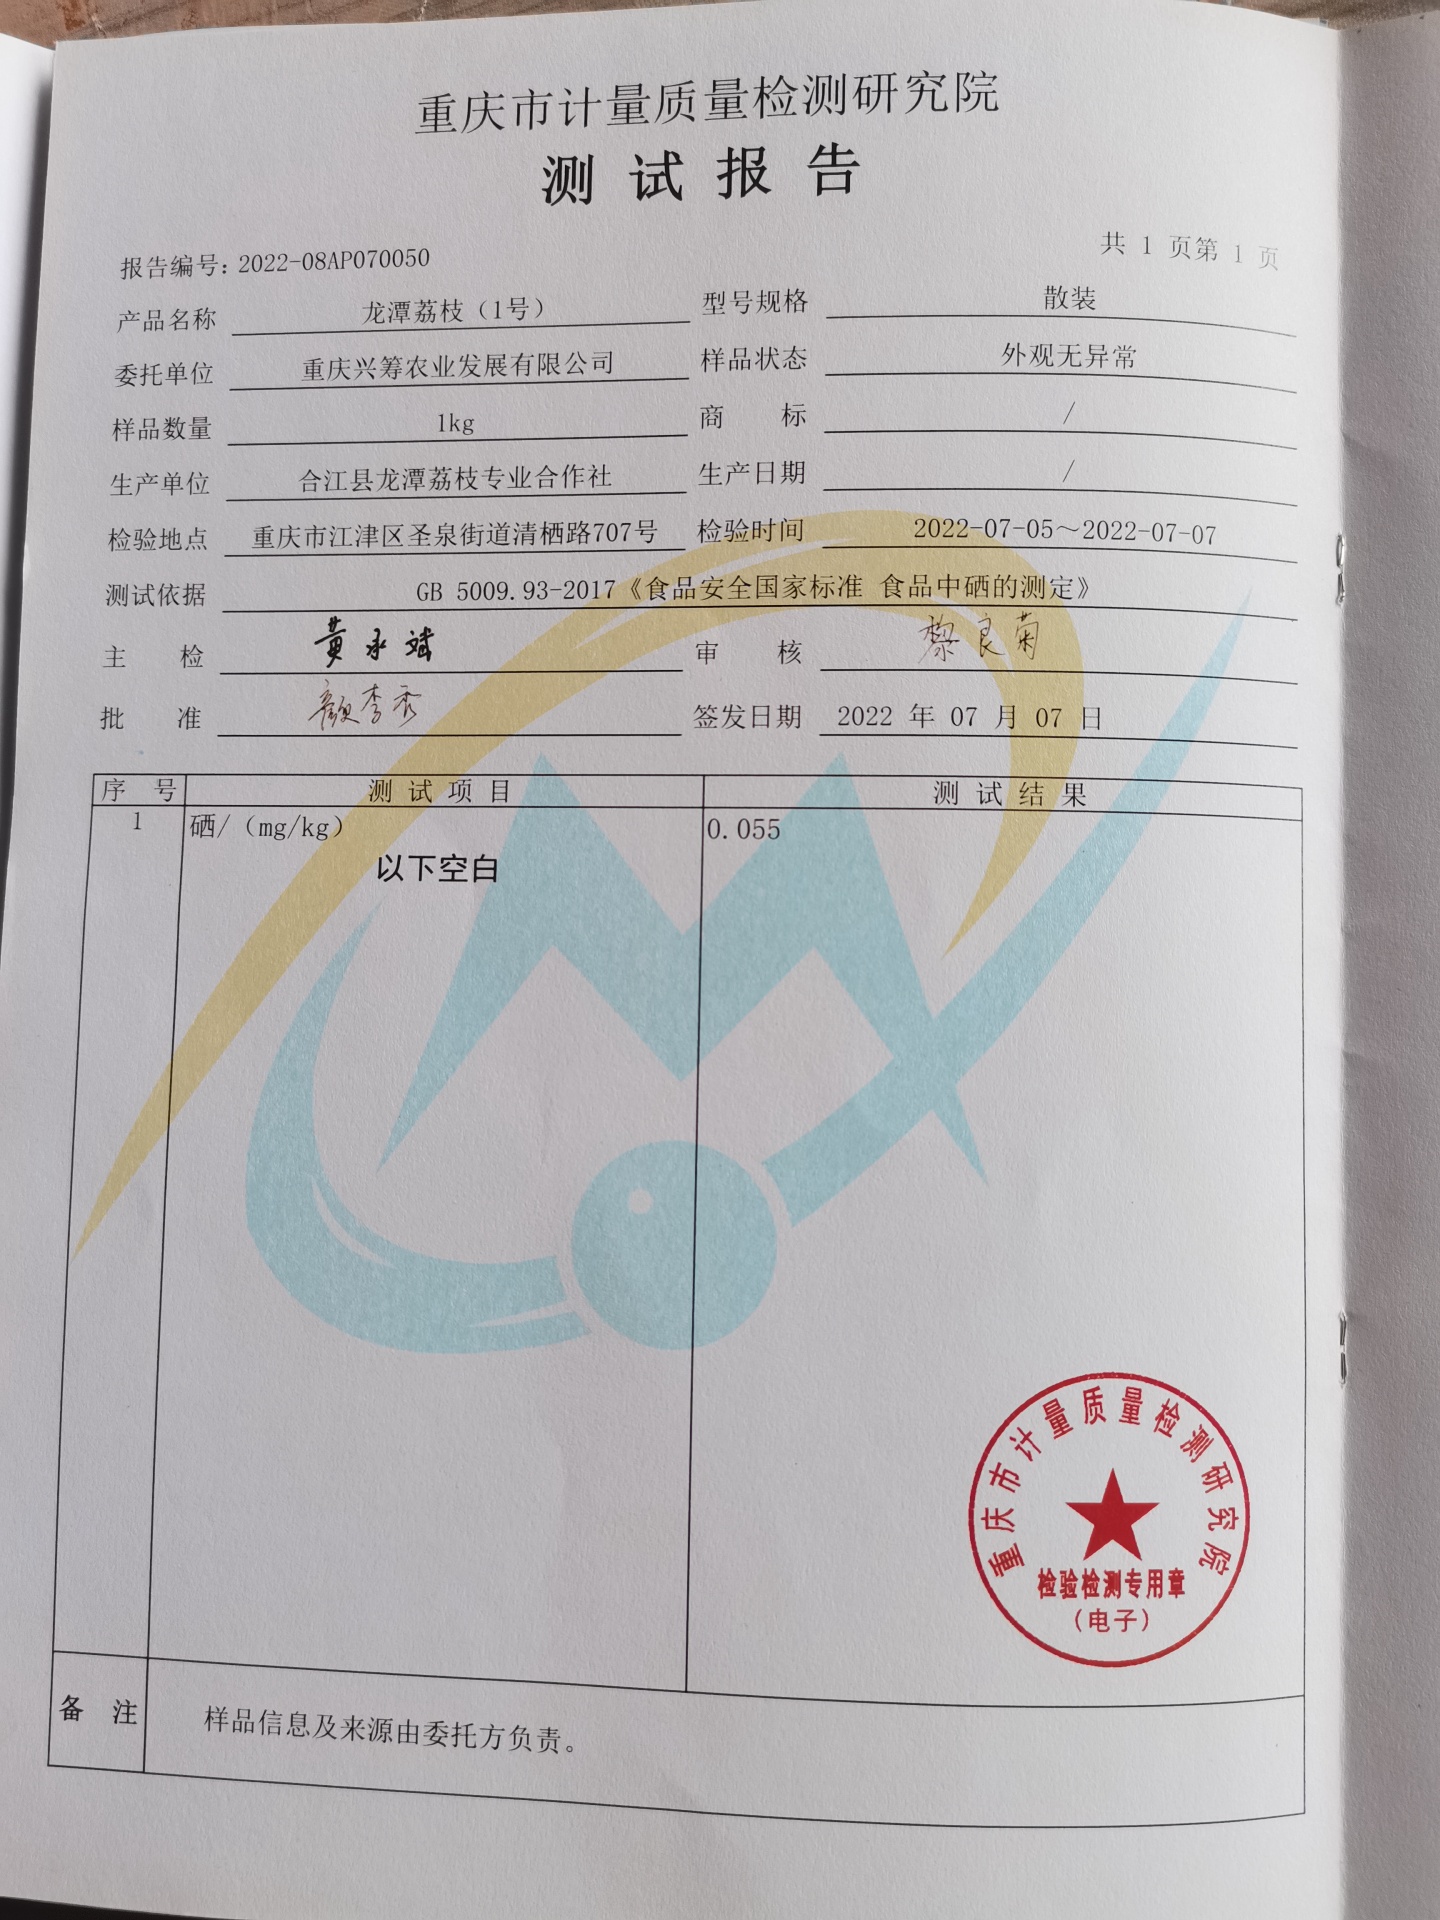 重庆市计量质量检测研究院
测试报告
报告编号：2022-08AP070050
共 1 页第 1 页
产品名称 龙潭荔枝（1号） 型号规格 散装
委托单位 重庆兴筹农业发展有限公司 样品状态 外观无异常
样品数量 1kg 商 标 /
生产单位 合江县龙潭荔枝专业合作社 生产日期 /
检验地点 重庆市江津区圣泉街道清栖路707号 检验时间 2022-07-05～2022-07-07
测试依据 GB 5009.93-2017《食品安全国家标准 食品中硒的测定》
主 检 黄永斌 审 核 黎良菊
批 准 颜李秀 签发日期 2022 年 07 月 07 日
序 号 测 试 项 目 测 试 结 果
1 硒/（mg/kg） 0.055
以下空白
重庆市计量质量检测研究院
检验检测专用章
（电子）
备 注 样品信息及来源由委托方负责。